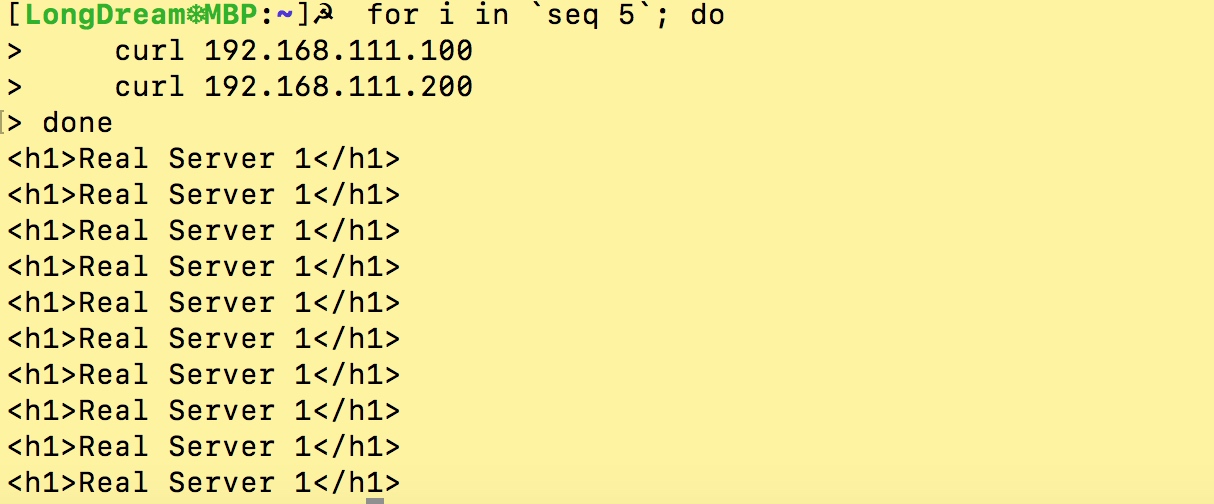 [LongDream❄MBP:~]☭  for i in `seq 5`; do
>     curl 192.168.111.100
>     curl 192.168.111.200
[> done
<h1>Real Server 1</h1>
<h1>Real Server 1</h1>
<h1>Real Server 1</h1>
<h1>Real Server 1</h1>
<h1>Real Server 1</h1>
<h1>Real Server 1</h1>
<h1>Real Server 1</h1>
<h1>Real Server 1</h1>
<h1>Real Server 1</h1>
<h1>Real Server 1</h1>